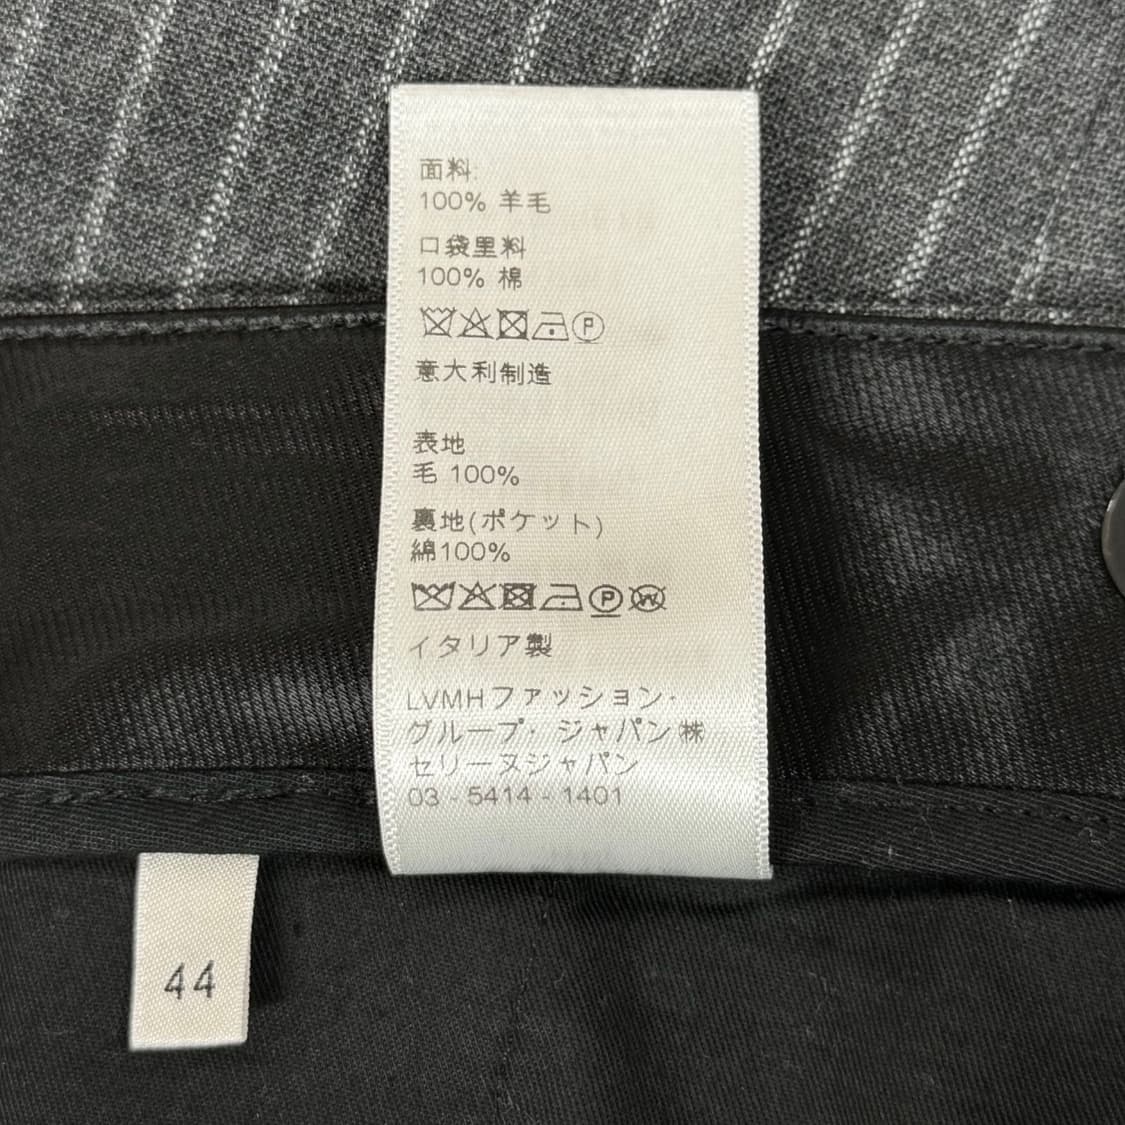 面料:
100% 羊毛
口袋里料
100% 棉
P
意大利制造
表地
毛 100%
裏地(ポケット)
綿100%
P W
イタリア製
LVMHファッション・
グループ・ジャパン㈱
セリーヌジャパン
03 - 5414 - 1401
44